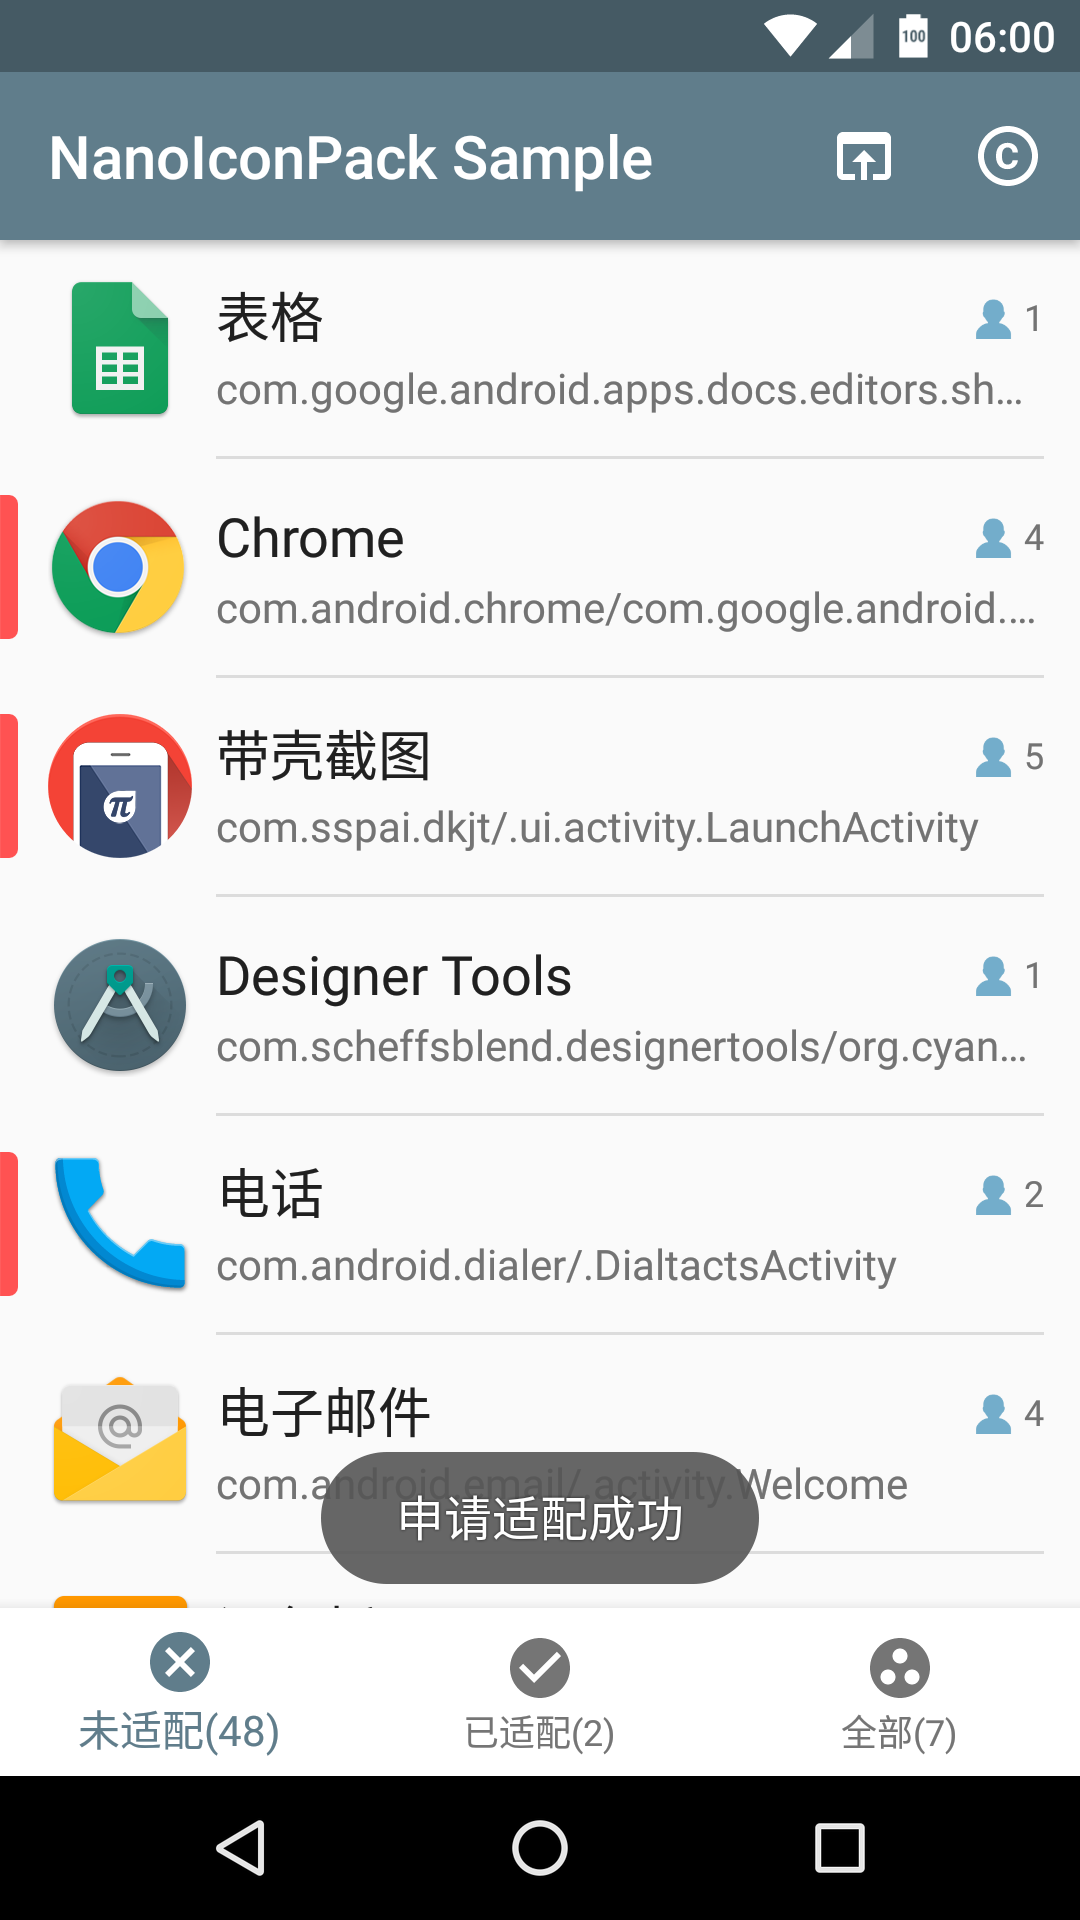 100 06:00
NanoIconPack Sample
C
表格 1
com.google.android.apps.docs.editors.sh...
Chrome 4
com.android.chrome/com.google.android....
带壳截图 5
com.sspai.dkjt/.ui.activity.LaunchActivity
Designer Tools 1
com.scheffsblend.designertools/org.cyan...
电话 2
com.android.dialer/.DialtactsActivity
电子邮件 4
com.android.email/.activity.Welcome
申请适配成功
未适配(48) 已适配(2) 全部(7)